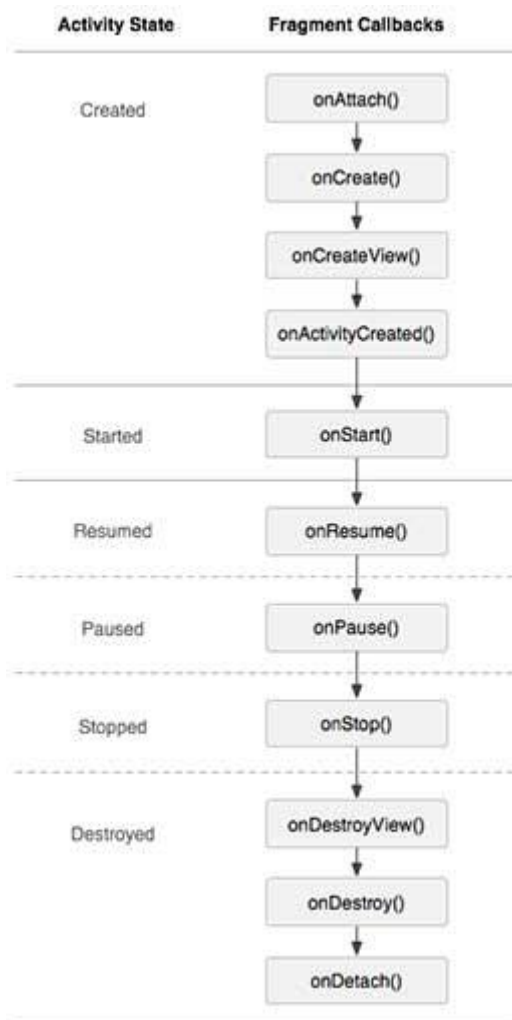 Activity State Fragment Callbacks
Created
onAttach()
onCreate()
onCreateView()
onActivityCreated()
Started onStart()
Resumed onResume()
Paused onPause()
Stopped onStop()
Destroyed onDestroyView()
onDestroy()
onDetach()